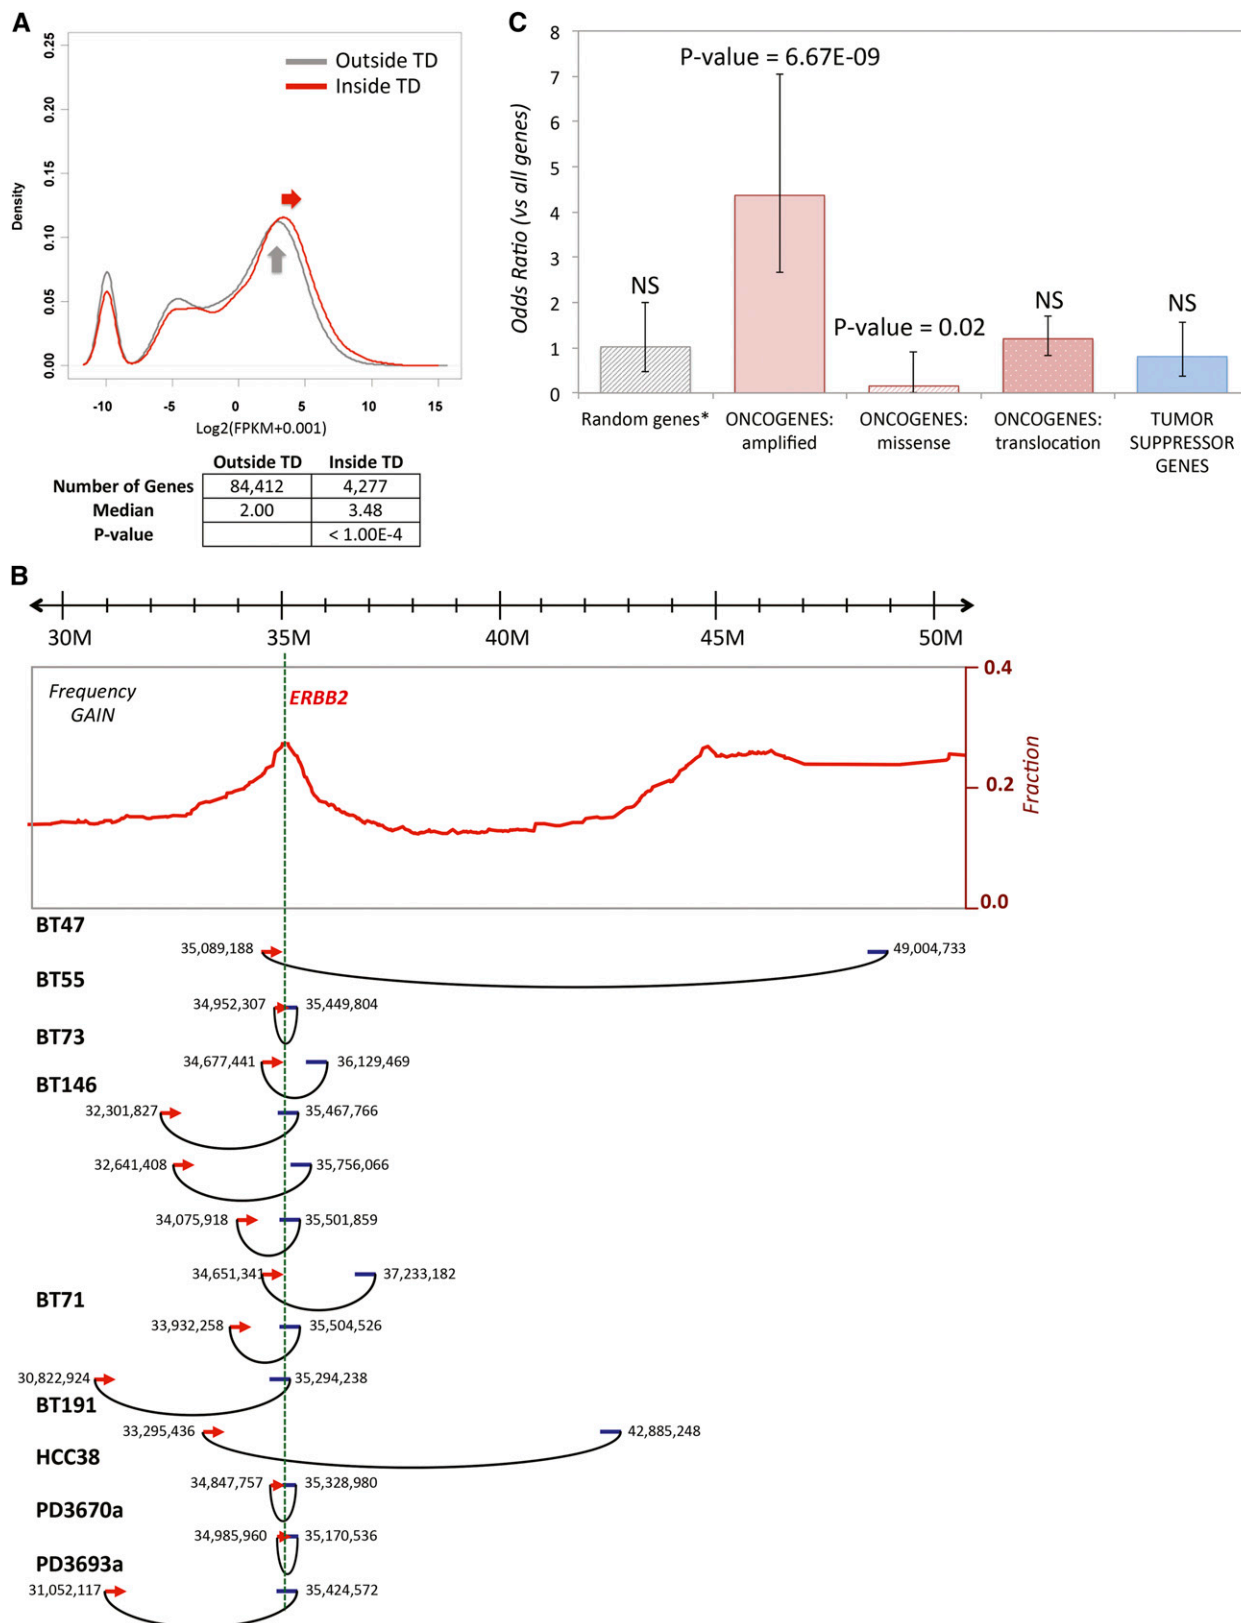 A
0.25
0.20
0.15
0.10
0.05
0.00
Density
Outside TD
Inside TD
-10 -5 0 5 10 15
Log2(FPKM+0.001)
Outside TD Inside TD
Number of Genes 84,412 4,277
Median 2.00 3.48
P-value < 1.00E-4
C
8
7
6
5
4
3
2
1
0
Odds Ratio (vs all genes)
P-value = 6.67E-09
NS
P-value = 0.02
NS
NS
Random genes*
ONCOGENES:
amplified
ONCOGENES:
missense
ONCOGENES:
translocation
TUMOR
SUPPRESSOR
GENES
B
30M 35M 40M 45M 50M
Frequency
GAIN
ERBB2
0.4
0.2
0.0
Fraction
BT47
35,089,188 49,004,733
BT55
34,952,307 35,449,804
BT73
34,677,441 36,129,469
BT146
32,301,827 35,467,766
32,641,408 35,756,066
34,075,918 35,501,859
34,651,341 37,233,182
BT71
33,932,258 35,504,526
30,822,924 35,294,238
BT191
33,295,436 42,885,248
HCC38
34,847,757 35,328,980
PD3670a
34,985,960 35,170,536
PD3693a
31,052,117 35,424,572